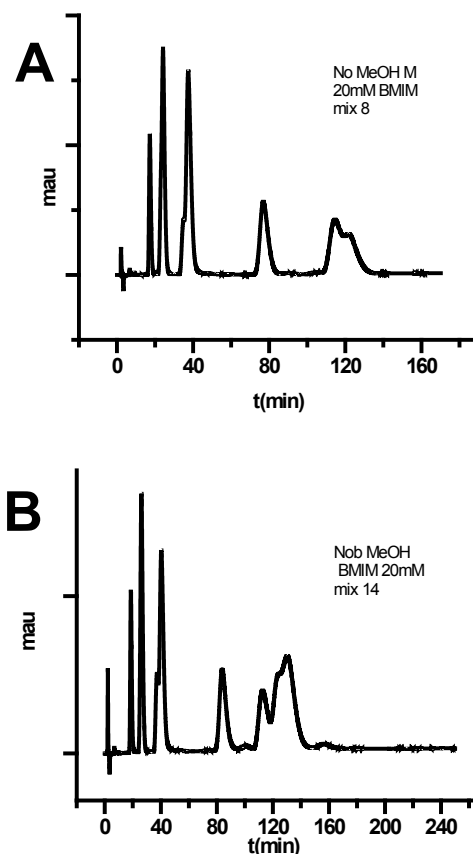 A
No MeOH M
20mM BMIM
mix 8
mau
0 40 80 120 160
t(min)
B
Nob MeOH
BMIM 20mM
mix 14
mau
0 40 80 120 160 200 240
t(min)